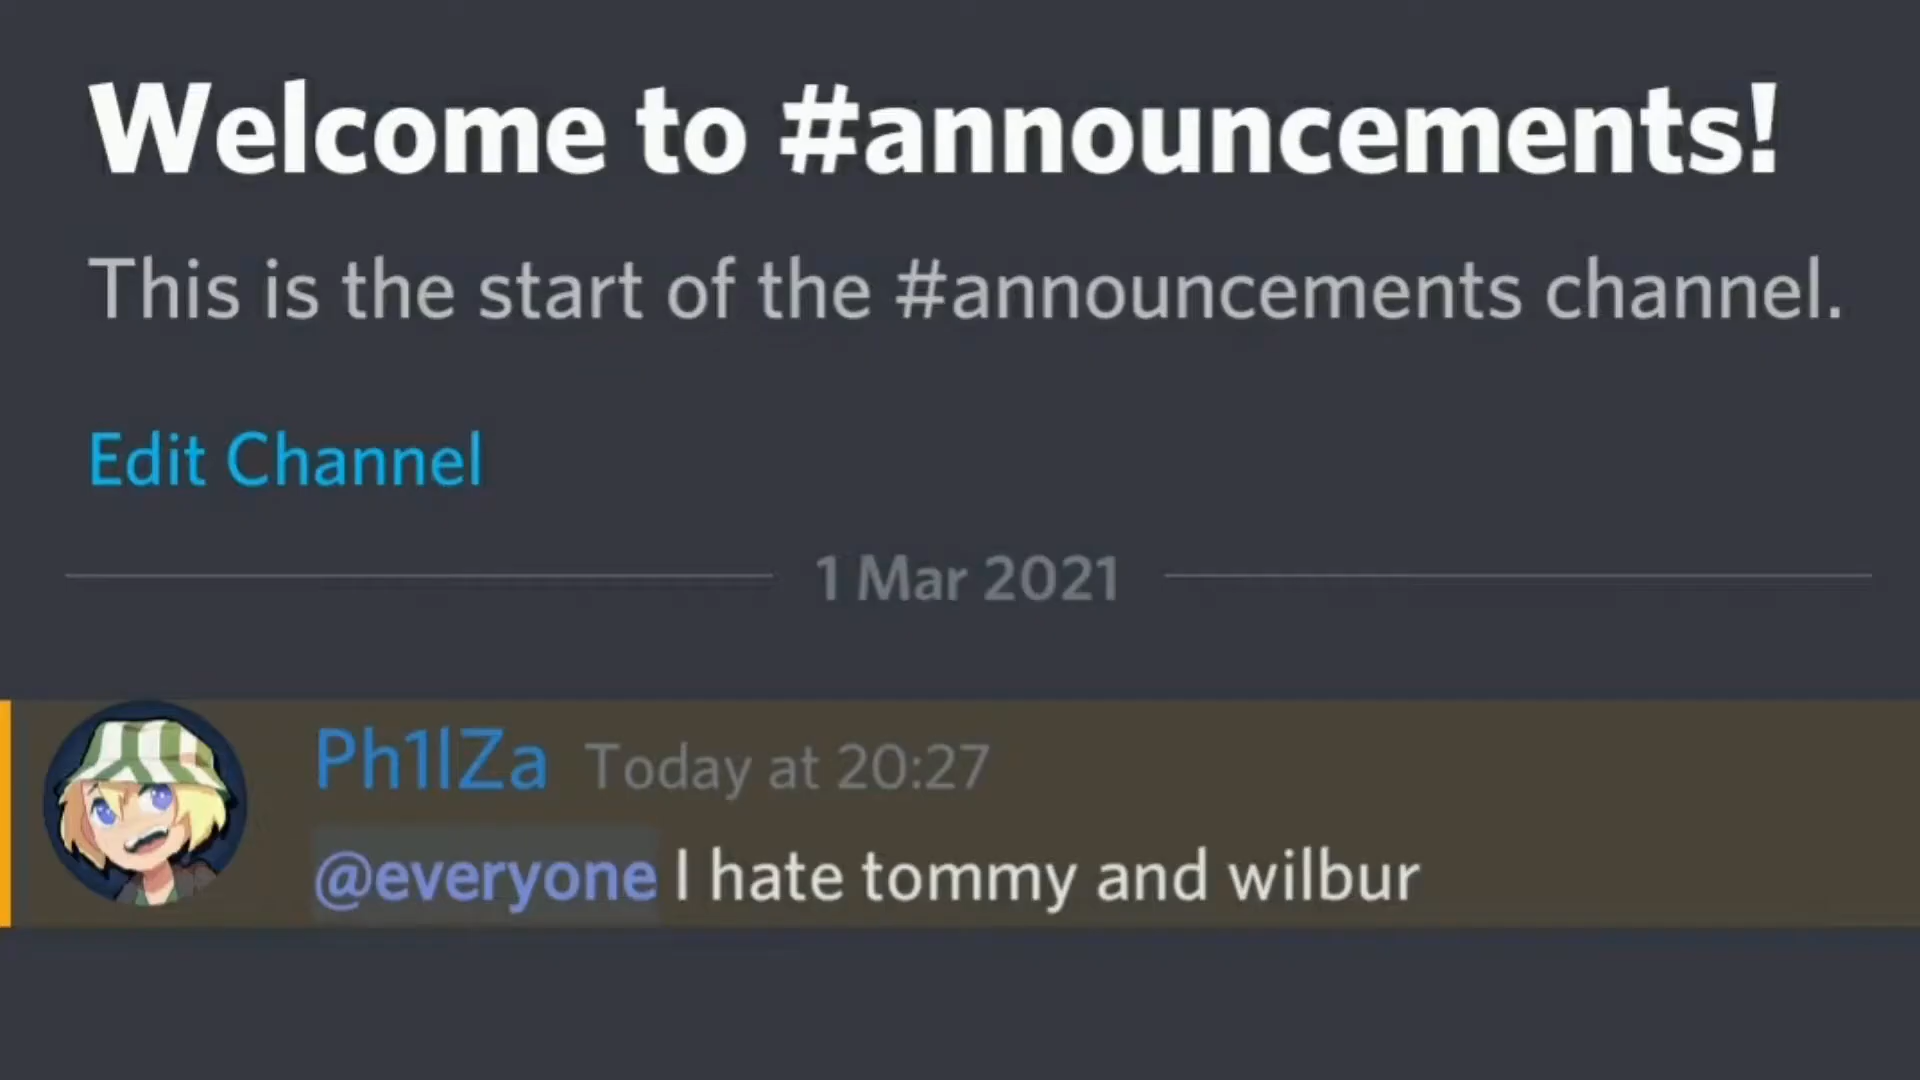 Welcome to #announcements!
This is the start of the #announcements channel.
Edit Channel
1 Mar 2021
Ph1lZa Today at 20:27
@everyone I hate tommy and wilbur